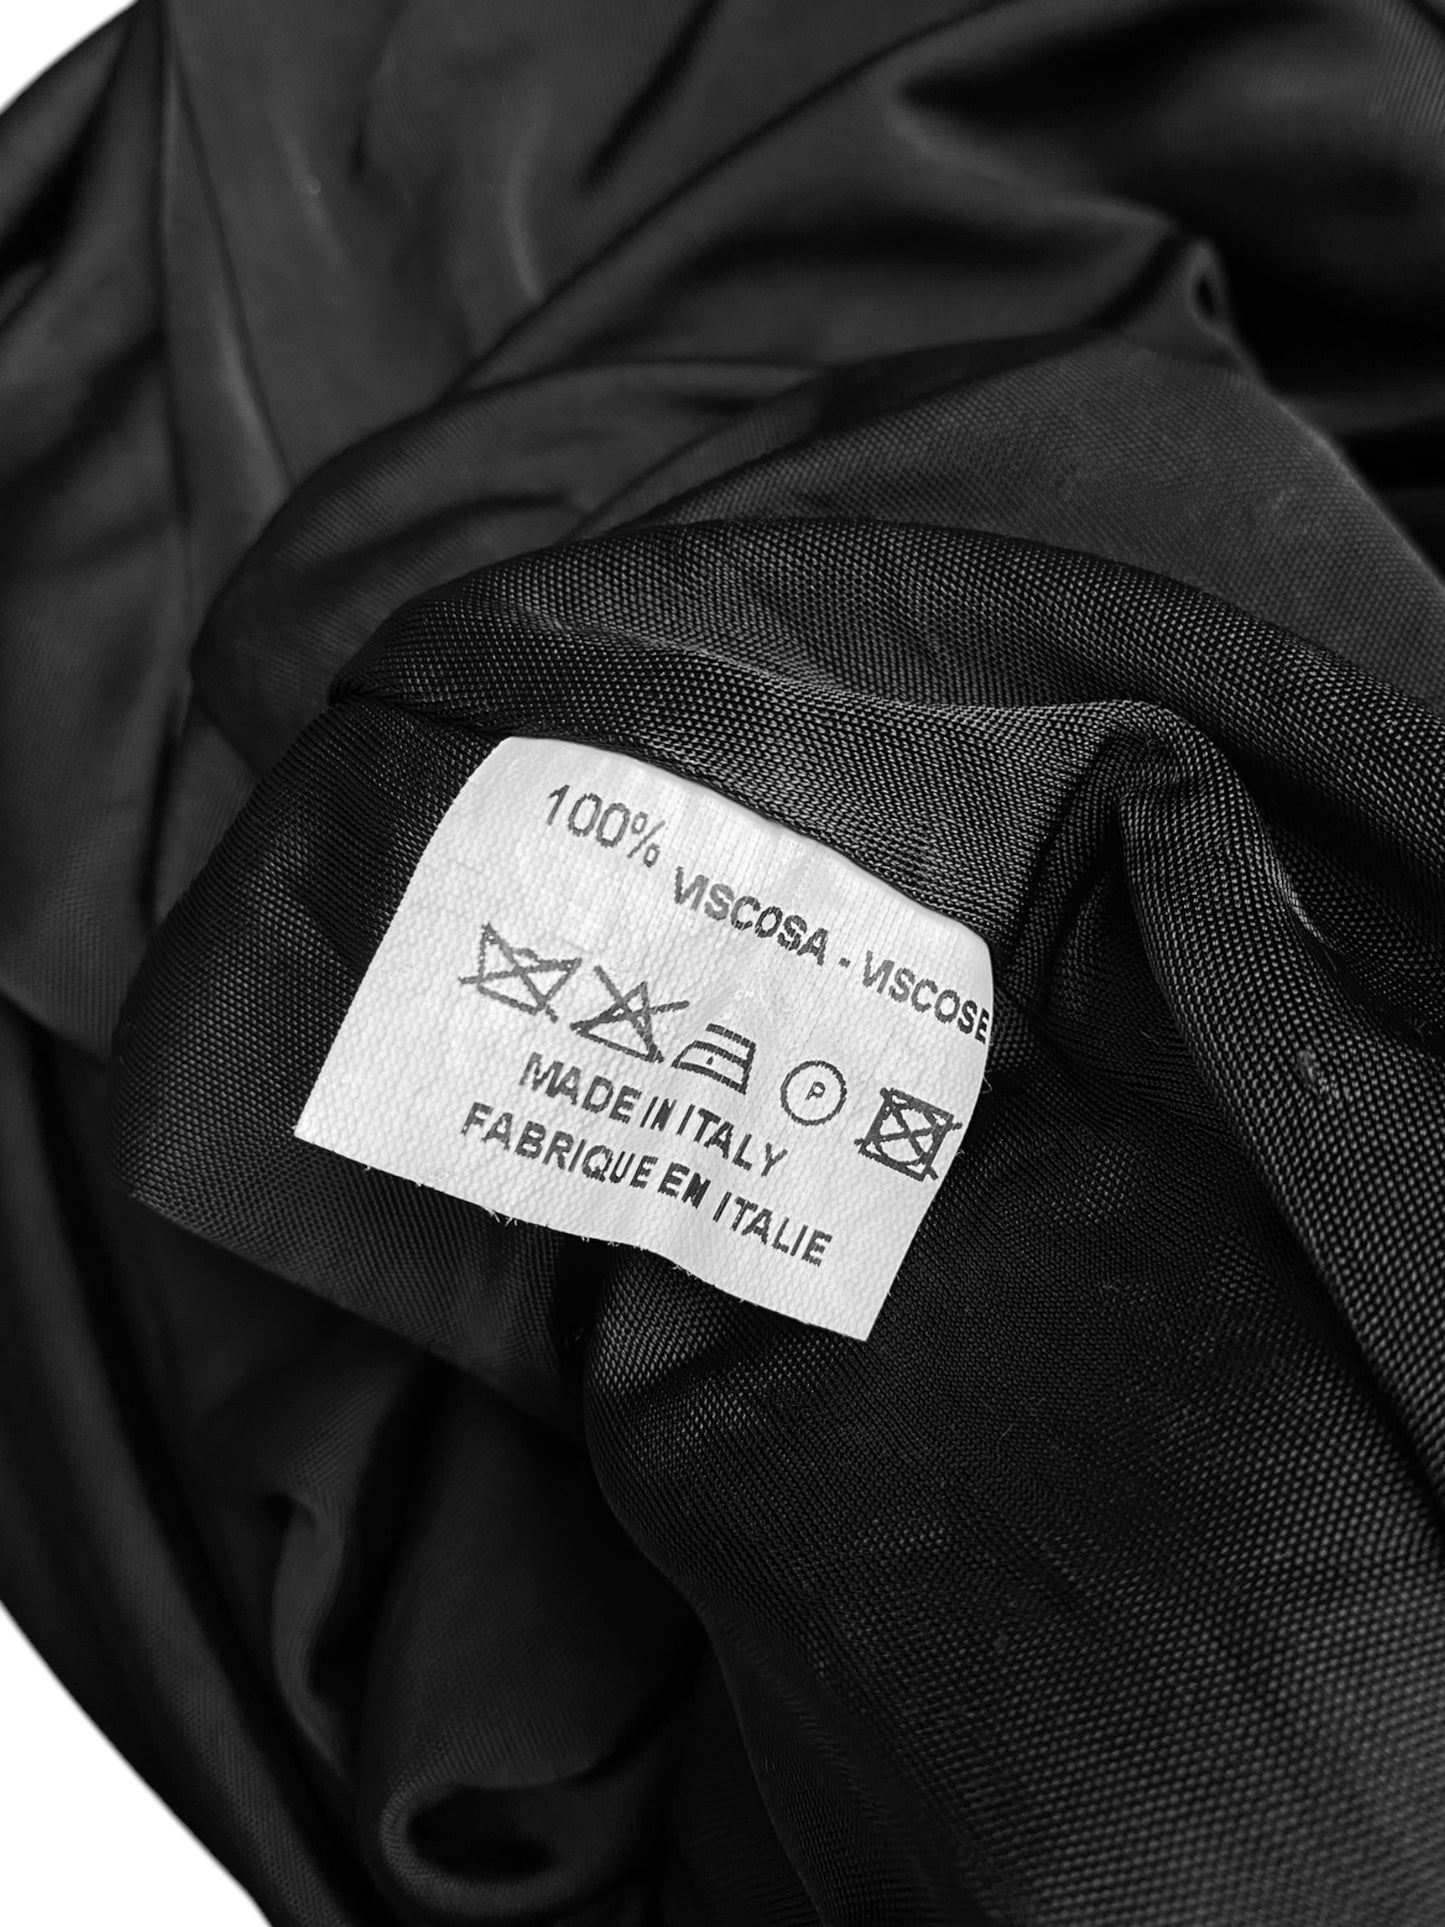 100% VISCOSA - VISCOSE
P
MADE IN ITALY
FABRIQUE EN ITALIE